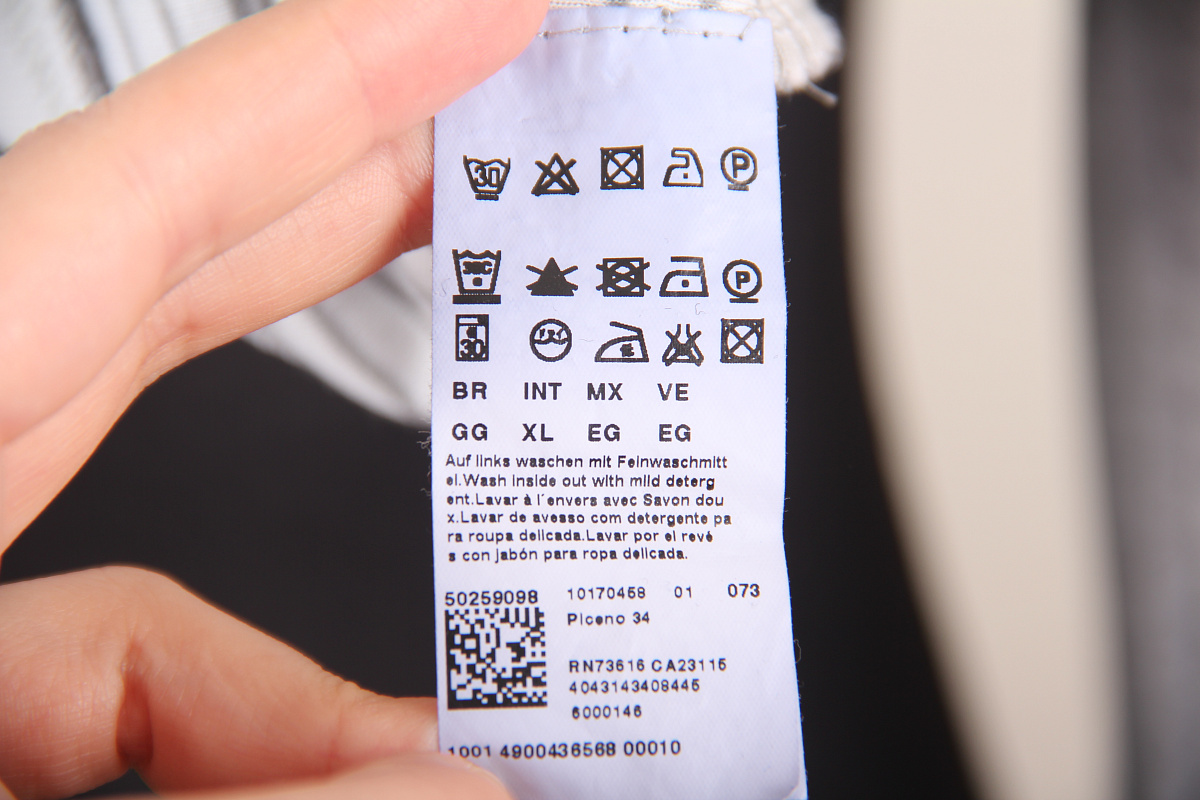 30
P
30C
P
30
BR INT MX VE
GG XL EG EG
Auf links waschen mit Feinwaschmitt
el.Wash inside out with mild deterg
ent.Lavar à l´envers avec Savon dou
x.Lavar de avesso com detergente pa
ra roupa delicada.Lavar por el revé
s con jabón para ropa delicada.
50259098 10170458 01 073
Piceno 34
RN73616 CA23115
4043143408445
6000146
1001 4900436568 00010